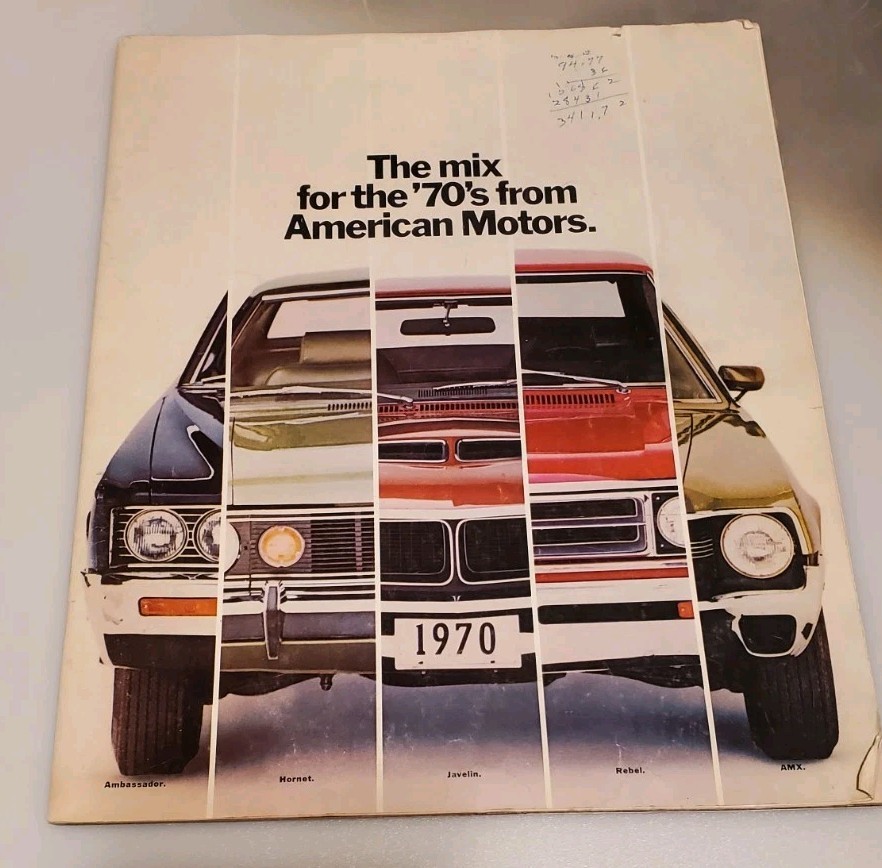 The mix
for the '70's from
American Motors.
1970
Ambassador.
Hornet.
Javelin.
Rebel.
AMX.